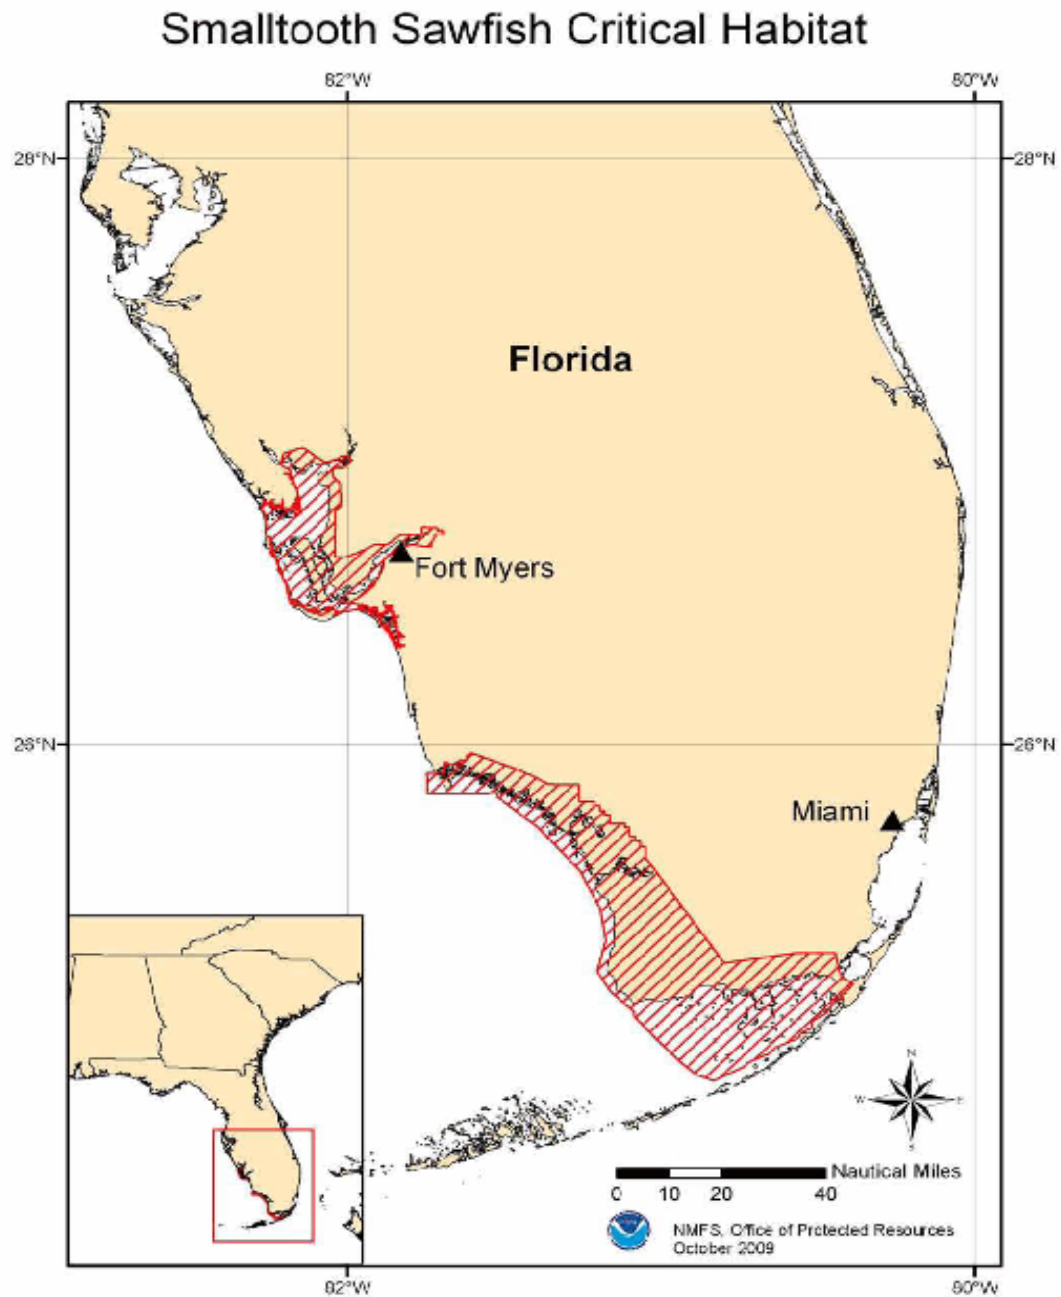 Smalltooth Sawfish Critical Habitat
82°W 80°W
28°N 28°N
Florida
Fort Myers
26°N 26°N
Miami
N
W E
S
Nautical Miles
0 10 20 40
NMFS, Office of Protected Resources
October 2009
82°W 80°W